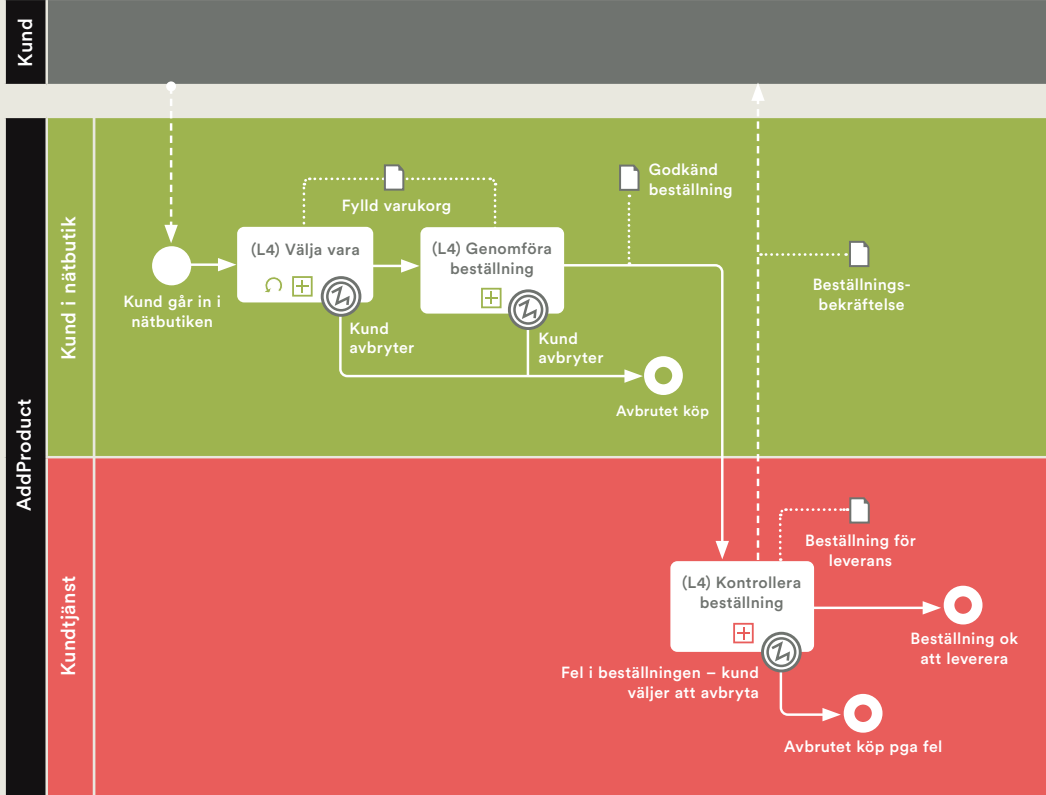 Kund
AddProduct
Kund i nätbutik
Godkänd
beställning
Fylld varukorg
(L4) Välja vara
(L4) Genomföra
beställning
Beställnings-
bekräftelse
Kund går in i
nätbutiken
Kund
avbryter
Kund
avbryter
Avbrutet köp
Kundtjänst
Beställning för
leverans
(L4) Kontrollera
beställning
Beställning ok
att leverera
Fel i beställningen – kund
väljer att avbryta
Avbrutet köp pga fel